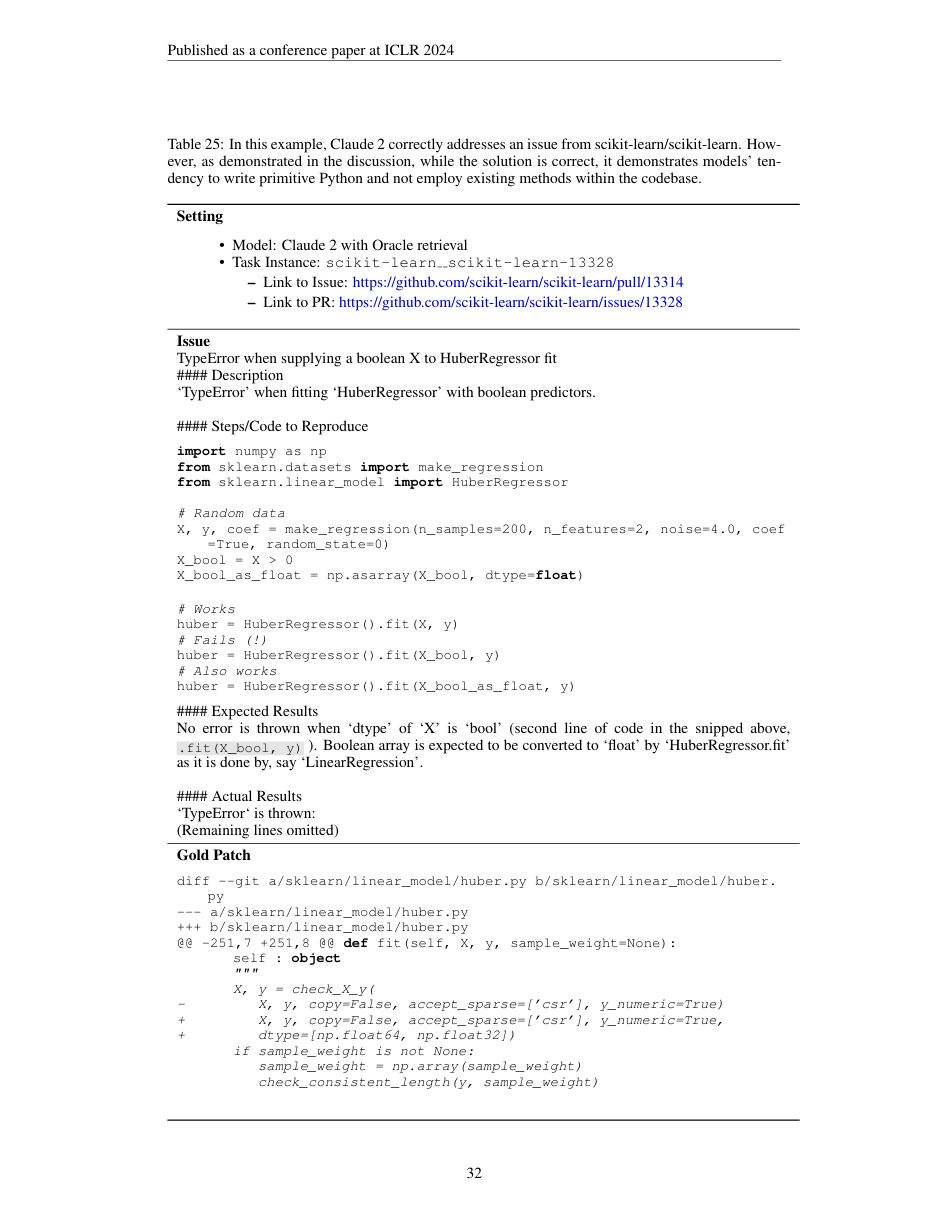 Published as a conference paper at ICLR 2024
Table 25: In this example, Claude 2 correctly addresses an issue from scikit-learn/scikit-learn. How-
ever, as demonstrated in the discussion, while the solution is correct, it demonstrates models' ten-
dency to write primitive Python and not employ existing methods within the codebase.
Setting
• Model: Claude 2 with Oracle retrieval
• Task Instance: scikit-learn__scikit-learn-13328
– Link to Issue: https://github.com/scikit-learn/scikit-learn/pull/13314
– Link to PR: https://github.com/scikit-learn/scikit-learn/issues/13328
Issue
TypeError when supplying a boolean X to HuberRegressor fit
#### Description
‘TypeError’ when fitting ‘HuberRegressor’ with boolean predictors.
#### Steps/Code to Reproduce
import numpy as np
from sklearn.datasets import make_regression
from sklearn.linear_model import HuberRegressor
# Random data
X, y, coef = make_regression(n_samples=200, n_features=2, noise=4.0, coef
=True, random_state=0)
X_bool = X > 0
X_bool_as_float = np.asarray(X_bool, dtype=float)
# Works
huber = HuberRegressor().fit(X, y)
# Fails (!)
huber = HuberRegressor().fit(X_bool, y)
# Also works
huber = HuberRegressor().fit(X_bool_as_float, y)
#### Expected Results
No error is thrown when ‘dtype’ of ‘X’ is ‘bool’ (second line of code in the snipped above,
.fit(X_bool, y) ). Boolean array is expected to be converted to ‘float’ by ‘HuberRegressor.fit’
as it is done by, say ‘LinearRegression’.
#### Actual Results
‘TypeError‘ is thrown:
(Remaining lines omitted)
Gold Patch
diff --git a/sklearn/linear_model/huber.py b/sklearn/linear_model/huber.
py
--- a/sklearn/linear_model/huber.py
+++ b/sklearn/linear_model/huber.py
@@ -251,7 +251,8 @@ def fit(self, X, y, sample_weight=None):
self : object
"""
X, y = check_X_y(
- X, y, copy=False, accept_sparse=[’csr’], y_numeric=True)
+ X, y, copy=False, accept_sparse=[’csr’], y_numeric=True,
+ dtype=[np.float64, np.float32])
if sample_weight is not None:
sample_weight = np.array(sample_weight)
check_consistent_length(y, sample_weight)
32